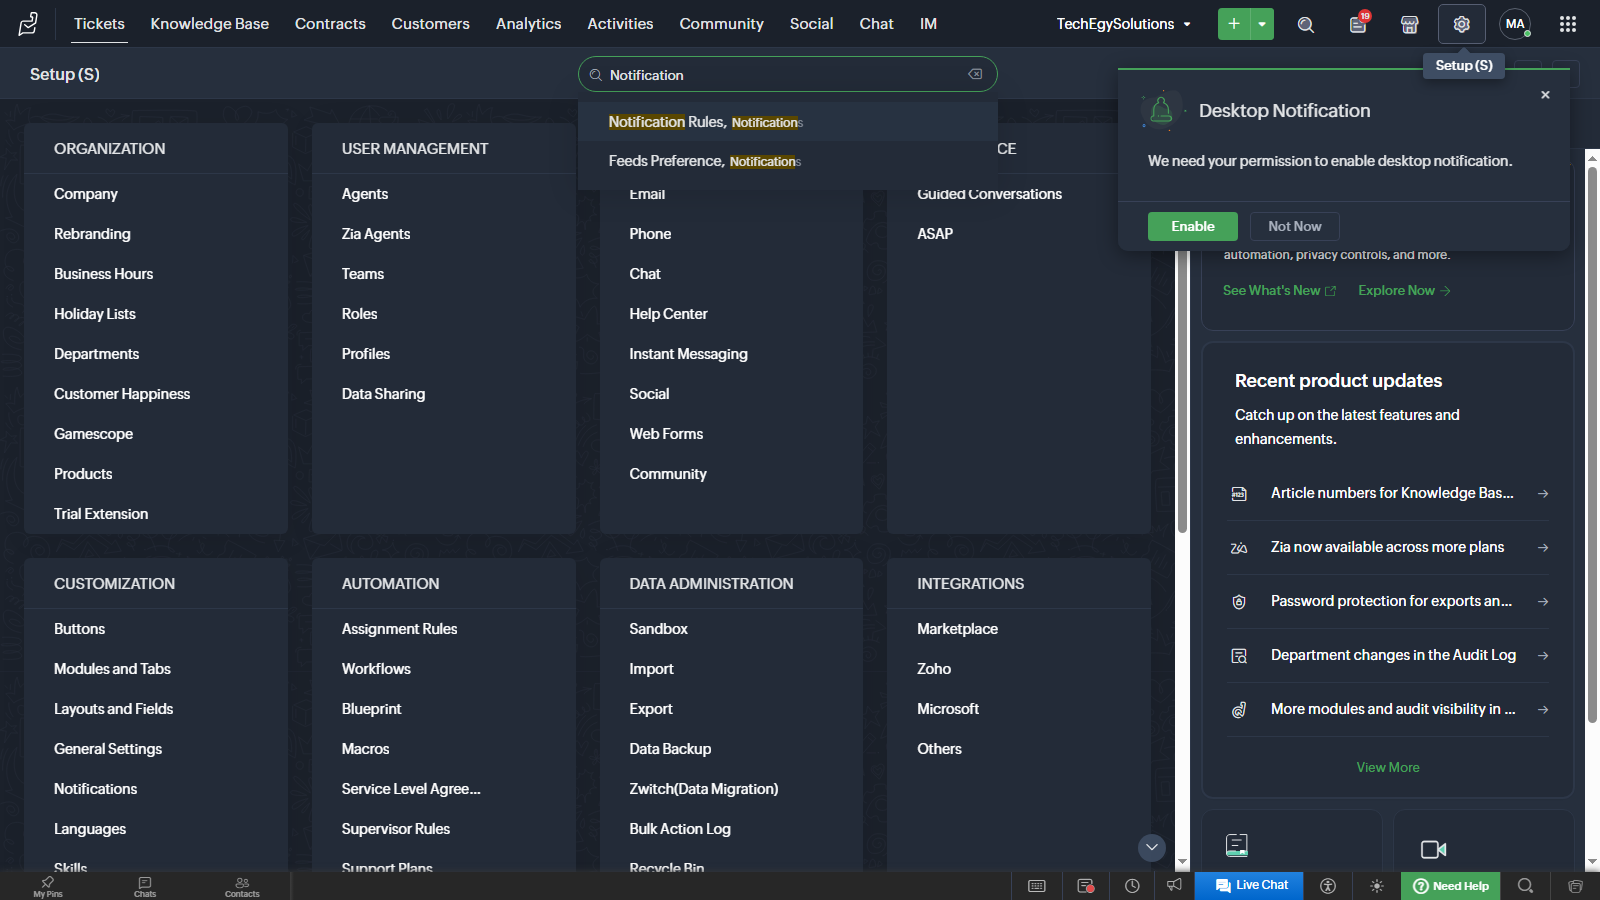 Tickets Knowledge Base Contracts Customers Analytics Activities Community Social Chat IM TechEgySolutions 19 MA
Setup (S)
Notification
Setup (S)
Notification Rules, Notifications
Feeds Preference, Notifications
Desktop Notification
We need your permission to enable desktop notification.
Enable Not Now
ORGANIZATION
Company
Rebranding
Business Hours
Holiday Lists
Departments
Customer Happiness
Gamescope
Products
Trial Extension
USER MANAGEMENT
Agents
Zia Agents
Teams
Roles
Profiles
Data Sharing
Email
Phone
Chat
Help Center
Instant Messaging
Social
Web Forms
Community
CE
Guided Conversations
ASAP
automation, privacy controls, and more.
See What's New Explore Now
Recent product updates
Catch up on the latest features and
enhancements.
Article numbers for Knowledge Bas...
Zia now available across more plans
Password protection for exports an...
Department changes in the Audit Log
More modules and audit visibility in ...
View More
CUSTOMIZATION
Buttons
Modules and Tabs
Layouts and Fields
General Settings
Notifications
Languages
Skills
AUTOMATION
Assignment Rules
Workflows
Blueprint
Macros
Service Level Agree...
Supervisor Rules
Support Plans
DATA ADMINISTRATION
Sandbox
Import
Export
Data Backup
Zwitch(Data Migration)
Bulk Action Log
Recycle Bin
INTEGRATIONS
Marketplace
Zoho
Microsoft
Others
My Pins Chats Contacts Live Chat Need Help